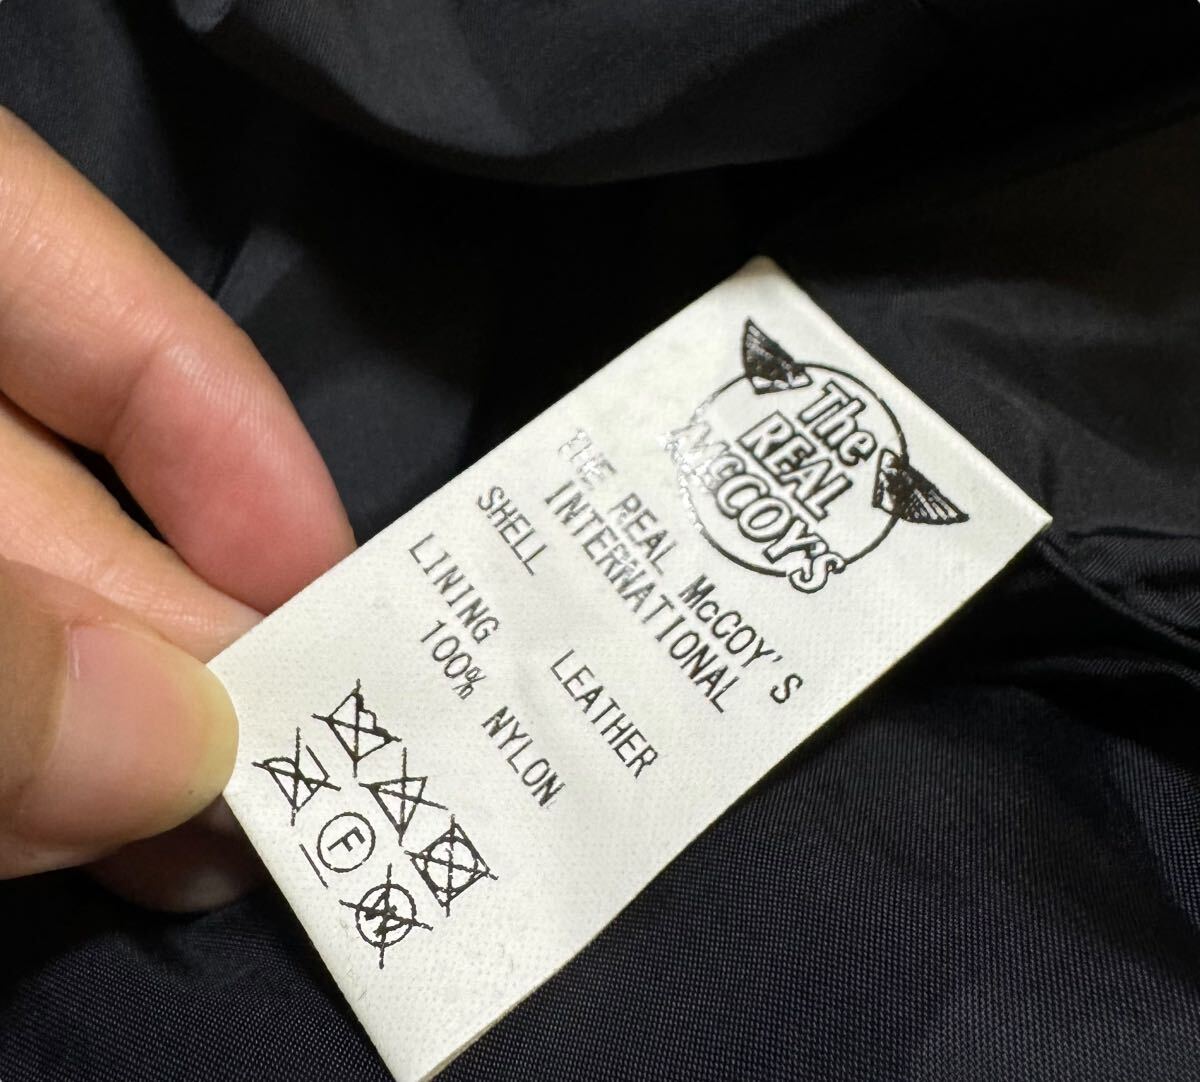 The
REAL
McCOY'S
THE REAL McCOY'S
INTERNATIONAL
SHELL
LEATHER
LINING
100% NYLON
F
W